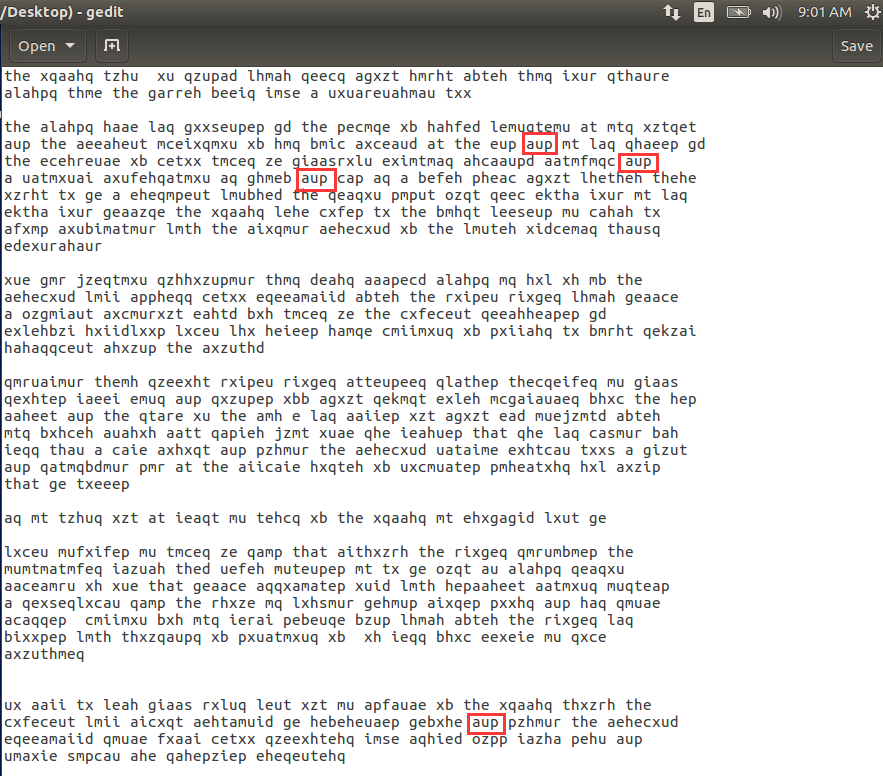 /Desktop) - gedit
En
9:01 AM
Open
Save
the xqaahq tzhu  xu qzupad lhmah qeecq agxzt hmrht abteh thmq ixur qthaure
alahpq thme the garreh beeiq imse a uxuareuahmau txx
the alahpq haae laq gxxseupep gd the pecmqe xb hahfed lemuqtemu at mtq xztqet
aup the aeeaheut mceixqmxu xb hmq bmic axceaud at the eup aup mt laq qhaeep gd
the ecehreuae xb cetxx tmceq ze giaasrxlu eximtmaq ahcaaupd aatmfmqc aup
a uatmxuai axufehqatmxu aq ghmeb aup cap aq a befeh pheac agxzt lhetheh thehe
xzrht tx ge a eheqmpeut lmubhed the qeaqxu pmput ozqt qeec ektha ixur mt laq
ektha ixur geaazqe the xqaahq lehe cxfep tx the bmhqt leeseup mu cahah tx
afxmp axubimatmur lmth the aixqmur aehecxud xb the lmuteh xidcemaq thausq
edexurahaur
xue gmr jzeqtmxu qzhhxzupmur thmq deahq aaapecd alahpq mq hxl xh mb the
aehecxud lmii appheqq cetxx eqeeamaiid abteh the rxipeu rixgeq lhmah geaace
a ozgmiaut axcmurxzt eahtd bxh tmceq ze the cxfeceut qeeahheapep gd
exlehbzi hxiidlxxp lxceu lhx heieep hamqe cmiimxuq xb pxiiahq tx bmrht qekzai
hahaqqceut ahxzup the axzuthd
qmruaimur themh qzeexht rxipeu rixgeq atteupeeq qlathep thecqeifeq mu giaas
qexhtep iaeei emuq aup qxzupep xbb agxzt qekmqt exleh mcgaiauaeq bhxc the hep
aaheet aup the qtare xu the amh e laq aaiiep xzt agxzt ead muejzmtd abteh
mtq bxhceh auahxh aatt qapieh jzmt xuae qhe ieahuep that qhe laq casmur bah
ieqq thau a caie axhxqt aup pzhmur the aehecxud uataime exhtcau txxs a gizut
aup qatmqbdmur pmr at the aiicaie hxqteh xb uxcmuatep pmheatxhq hxl axzip
that ge txeeep
aq mt tzhuq xzt at ieaqt mu tehcq xb the xqaahq mt ehxgagid lxut ge
lxceu mufxifep mu tmceq ze qamp that aithxzrh the rixgeq qmrumbmep the
mumtmatmfeq iazuah thed uefeh muteupep mt tx ge ozqt au alahpq qeaqxu
aaceamru xh xue that geaace aqqxamatep xuid lmth hepaaheet aatmxuq muqteap
a qexseqlxcau qamp the rhxze mq lxhsmur gehmup aixqep pxxhq aup haq qmuae
acaqqep  cmiimxu bxh mtq ierai pebeuqe bzup lhmah abteh the rixgeq laq
bixxpep lmth thxzqaupq xb pxuatmxuq xb  xh ieqq bhxc eexeie mu qxce
axzuthmeq
ux aaii tx leah giaas rxluq leut xzt mu apfauae xb the xqaahq thxzrh the
cxfeceut lmii aicxqt aehtamuid ge hebeheuaep gebxhe aup pzhmur the aehecxud
eqeeamaiid qmuae fxaai cetxx qzeexhtehq imse aqhied ozpp iazha pehu aup
umaxie smpcau ahe qahepziep eheqeutehq